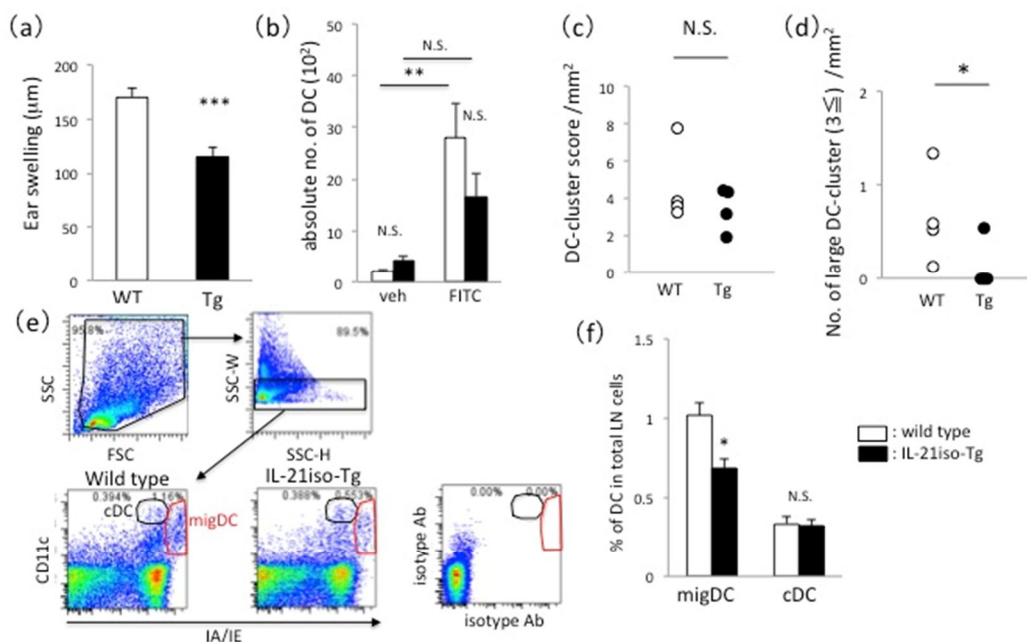 (a)
Ear swelling (μm)
200
150
100
50
0
***
WT
Tg
(b)
absolute no. of DC (10²)
50
40
30
20
10
0
N.S.
**
N.S.
N.S.
veh
FITC
(c)
N.S.
DC-cluster score /mm²
10
8
6
4
2
0
WT
Tg
(d)
No. of large DC-cluster (3≦) /mm²
*
2
1
0
WT
Tg
(e)
95.8%
SSC
FSC
89.5%
SSC-W
SSC-H
Wild type
0.394%
1.16%
cDC
migDC
CD11c
IL-21iso-Tg
0.388%
0.553%
IA/IE
0.00%
0.00%
isotype Ab
isotype Ab
(f)
% of DC in total LN cells
1.5
1
0.5
0
*
N.S.
migDC
cDC
: wild type
: IL-21iso-Tg